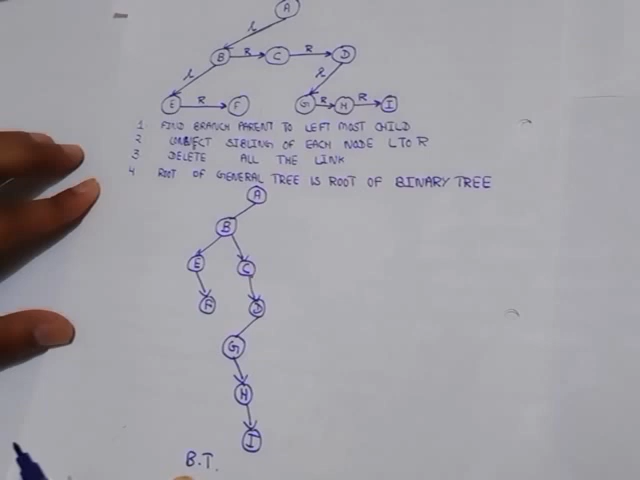 A
L
B R C R D
L L
E R F G R H R I
1 FIND BRANCH PARENT TO LEFT MOST CHILD
2 CONNECT SIBLING OF EACH NODE L TO R
3 DELETE ALL THE LINK
4 ROOT OF GENERAL TREE IS ROOT OF BINARY TREE
A
B
E C
F D
G
H
I
B.T.